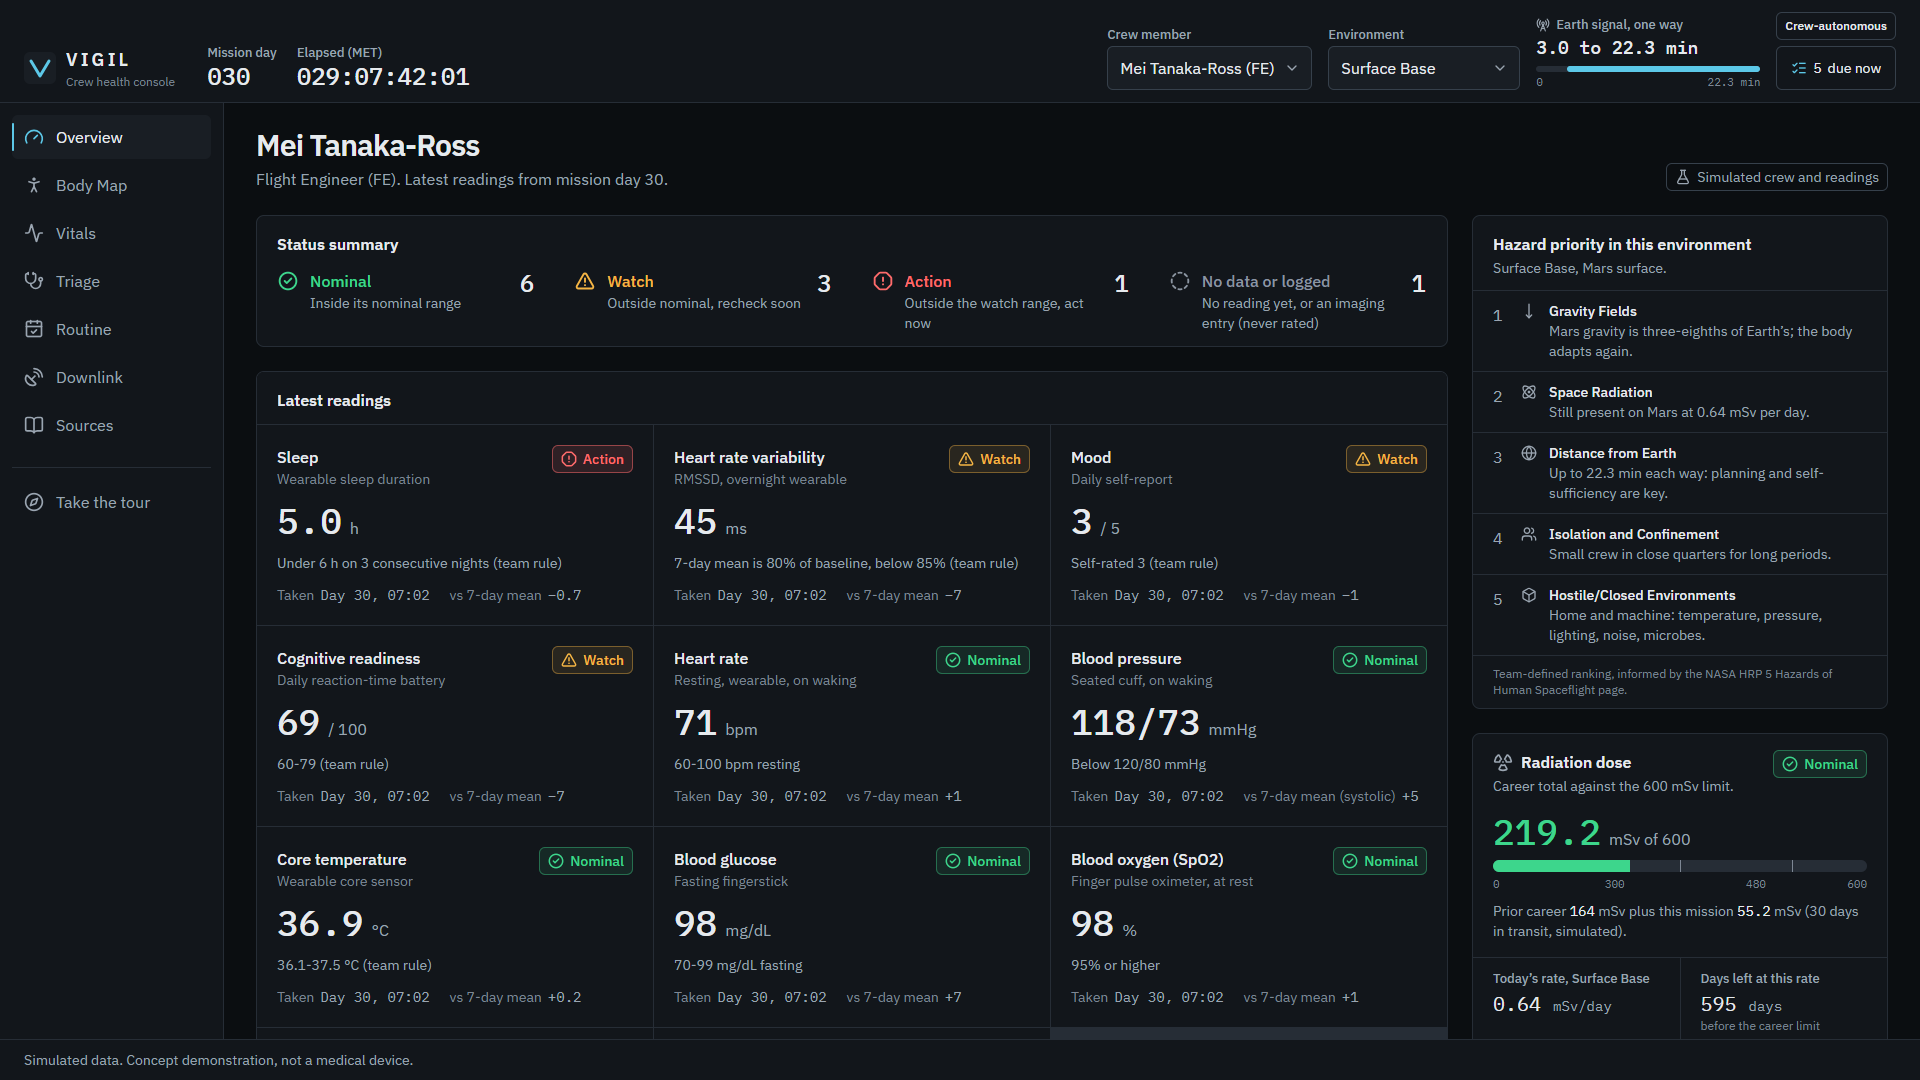 VIGIL
Crew health console
Mission day
030
Elapsed (MET)
029:07:42:01
Crew member
Mei Tanaka-Ross (FE)
Environment
Surface Base
Earth signal, one way
3.0 to 22.3 min
0
22.3 min
Crew-autonomous
5 due now
Overview
Body Map
Vitals
Triage
Routine
Downlink
Sources
Take the tour
Mei Tanaka-Ross
Flight Engineer (FE). Latest readings from mission day 30.
Simulated crew and readings
Status summary
Nominal
Inside its nominal range
6
Watch
Outside nominal, recheck soon
3
Action
Outside the watch range, act
now
1
No data or logged
No reading yet, or an imaging
entry (never rated)
1
Latest readings
Sleep
Wearable sleep duration
Action
5.0 h
Under 6 h on 3 consecutive nights (team rule)
Taken Day 30, 07:02 vs 7-day mean −0.7
Heart rate variability
RMSSD, overnight wearable
Watch
45 ms
7-day mean is 80% of baseline, below 85% (team rule)
Taken Day 30, 07:02 vs 7-day mean −7
Mood
Daily self-report
Watch
3 / 5
Self-rated 3 (team rule)
Taken Day 30, 07:02 vs 7-day mean −1
Cognitive readiness
Daily reaction-time battery
Watch
69 / 100
60-79 (team rule)
Taken Day 30, 07:02 vs 7-day mean −7
Heart rate
Resting, wearable, on waking
Nominal
71 bpm
60-100 bpm resting
Taken Day 30, 07:02 vs 7-day mean +1
Blood pressure
Seated cuff, on waking
Nominal
118/73 mmHg
Below 120/80 mmHg
Taken Day 30, 07:02 vs 7-day mean (systolic) +5
Core temperature
Wearable core sensor
Nominal
36.9 °C
36.1-37.5 °C (team rule)
Taken Day 30, 07:02 vs 7-day mean +0.2
Blood glucose
Fasting fingerstick
Nominal
98 mg/dL
70-99 mg/dL fasting
Taken Day 30, 07:02 vs 7-day mean +7
Blood oxygen (SpO2)
Finger pulse oximeter, at rest
Nominal
98 %
95% or higher
Taken Day 30, 07:02 vs 7-day mean +1
Hazard priority in this environment
Surface Base, Mars surface.
1
Gravity Fields
Mars gravity is three-eighths of Earth's; the body
adapts again.
2
Space Radiation
Still present on Mars at 0.64 mSv per day.
3
Distance from Earth
Up to 22.3 min each way: planning and self-
sufficiency are key.
4
Isolation and Confinement
Small crew in close quarters for long periods.
5
Hostile/Closed Environments
Home and machine: temperature, pressure,
lighting, noise, microbes.
Team-defined ranking, informed by the NASA HRP 5 Hazards of
Human Spaceflight page.
Radiation dose
Nominal
Career total against the 600 mSv limit.
219.2 mSv of 600
0 300 480 600
Prior career 164 mSv plus this mission 55.2 mSv (30 days
in transit, simulated).
Today's rate, Surface Base
0.64 mSv/day
Days left at this rate
595 days
before the career limit
Simulated data. Concept demonstration, not a medical device.